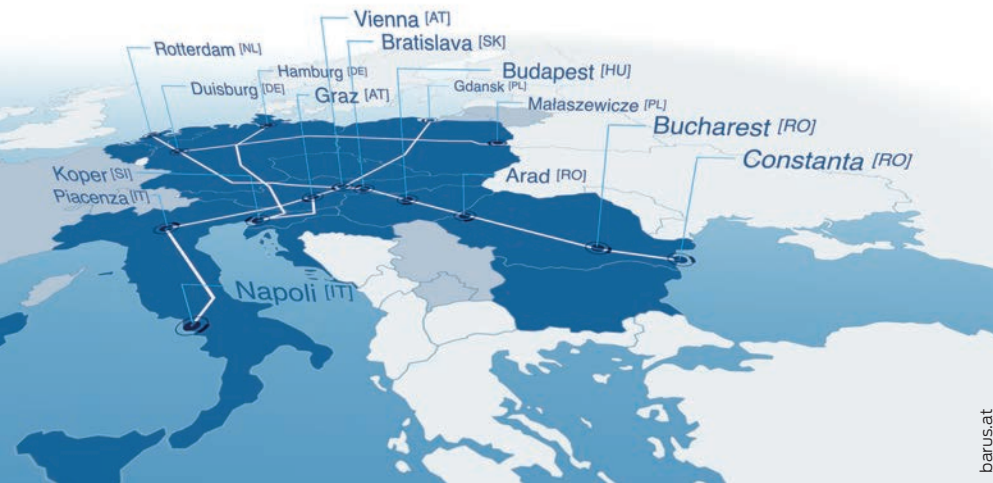 Vienna [AT]
Rotterdam [NL]
Bratislava [SK]
Hamburg [DE]
Budapest [HU]
Duisburg [DE]
Graz [AT]
Gdansk [PL]
Małaszewicze [PL]
Bucharest [RO]
Constanta [RO]
Koper [SI]
Arad [RO]
Piacenza [IT]
Napoli [IT]
barus.at